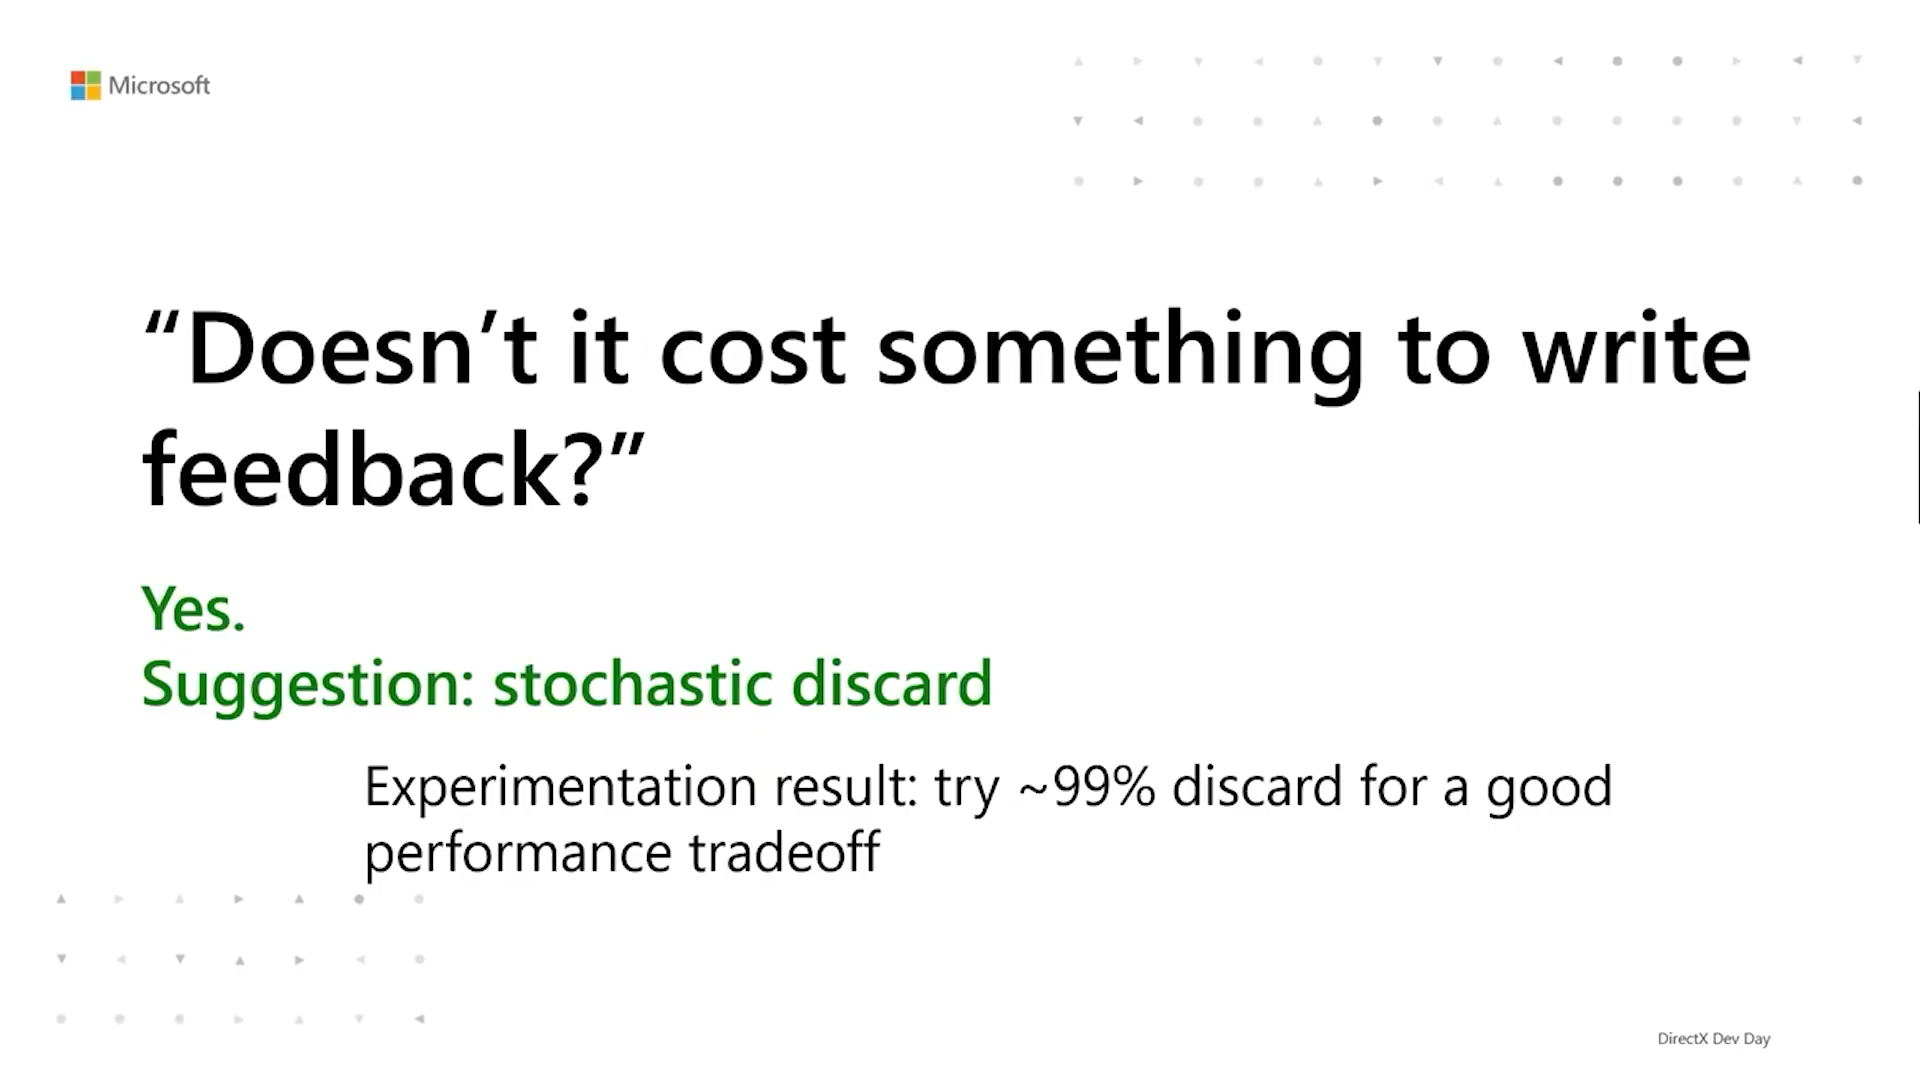 Microsoft
“Doesn’t it cost something to write
feedback?”
Yes.
Suggestion: stochastic discard
Experimentation result: try ~99% discard for a good
performance tradeoff
DirectX Dev Day